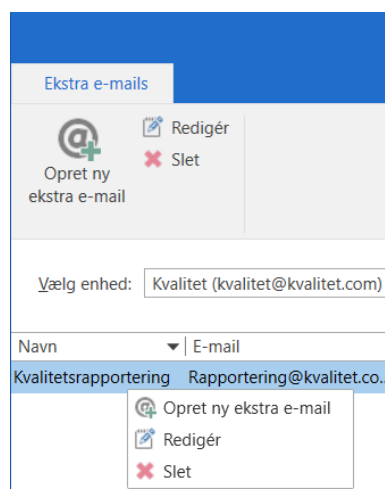 Ekstra e-mails
Opret ny
ekstra e-mail
Redigér
Slet
Vælg enhed: Kvalitet (kvalitet@kvalitet.com)
Navn E-mail
Kvalitetsrapportering Rapportering@kvalitet.co..
Opret ny ekstra e-mail
Redigér
Slet